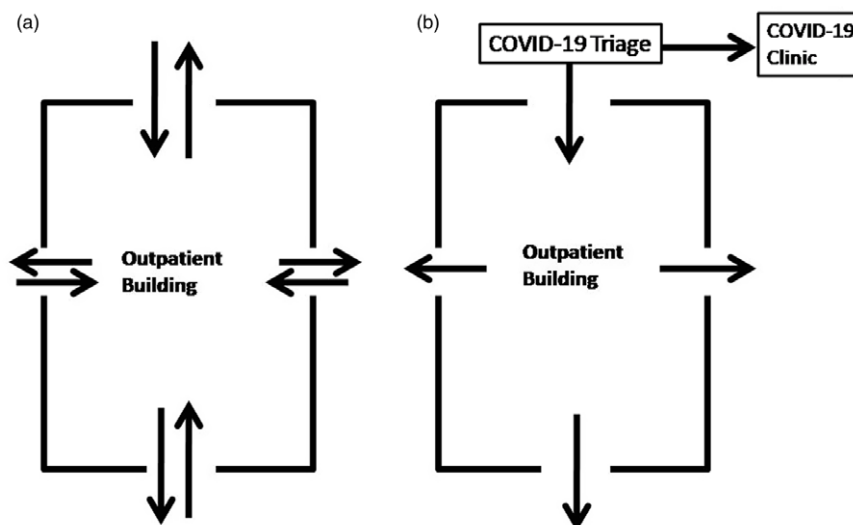 (a)
Outpatient
Building
(b)
COVID-19 Triage
COVID-19
Clinic
Outpatient
Building